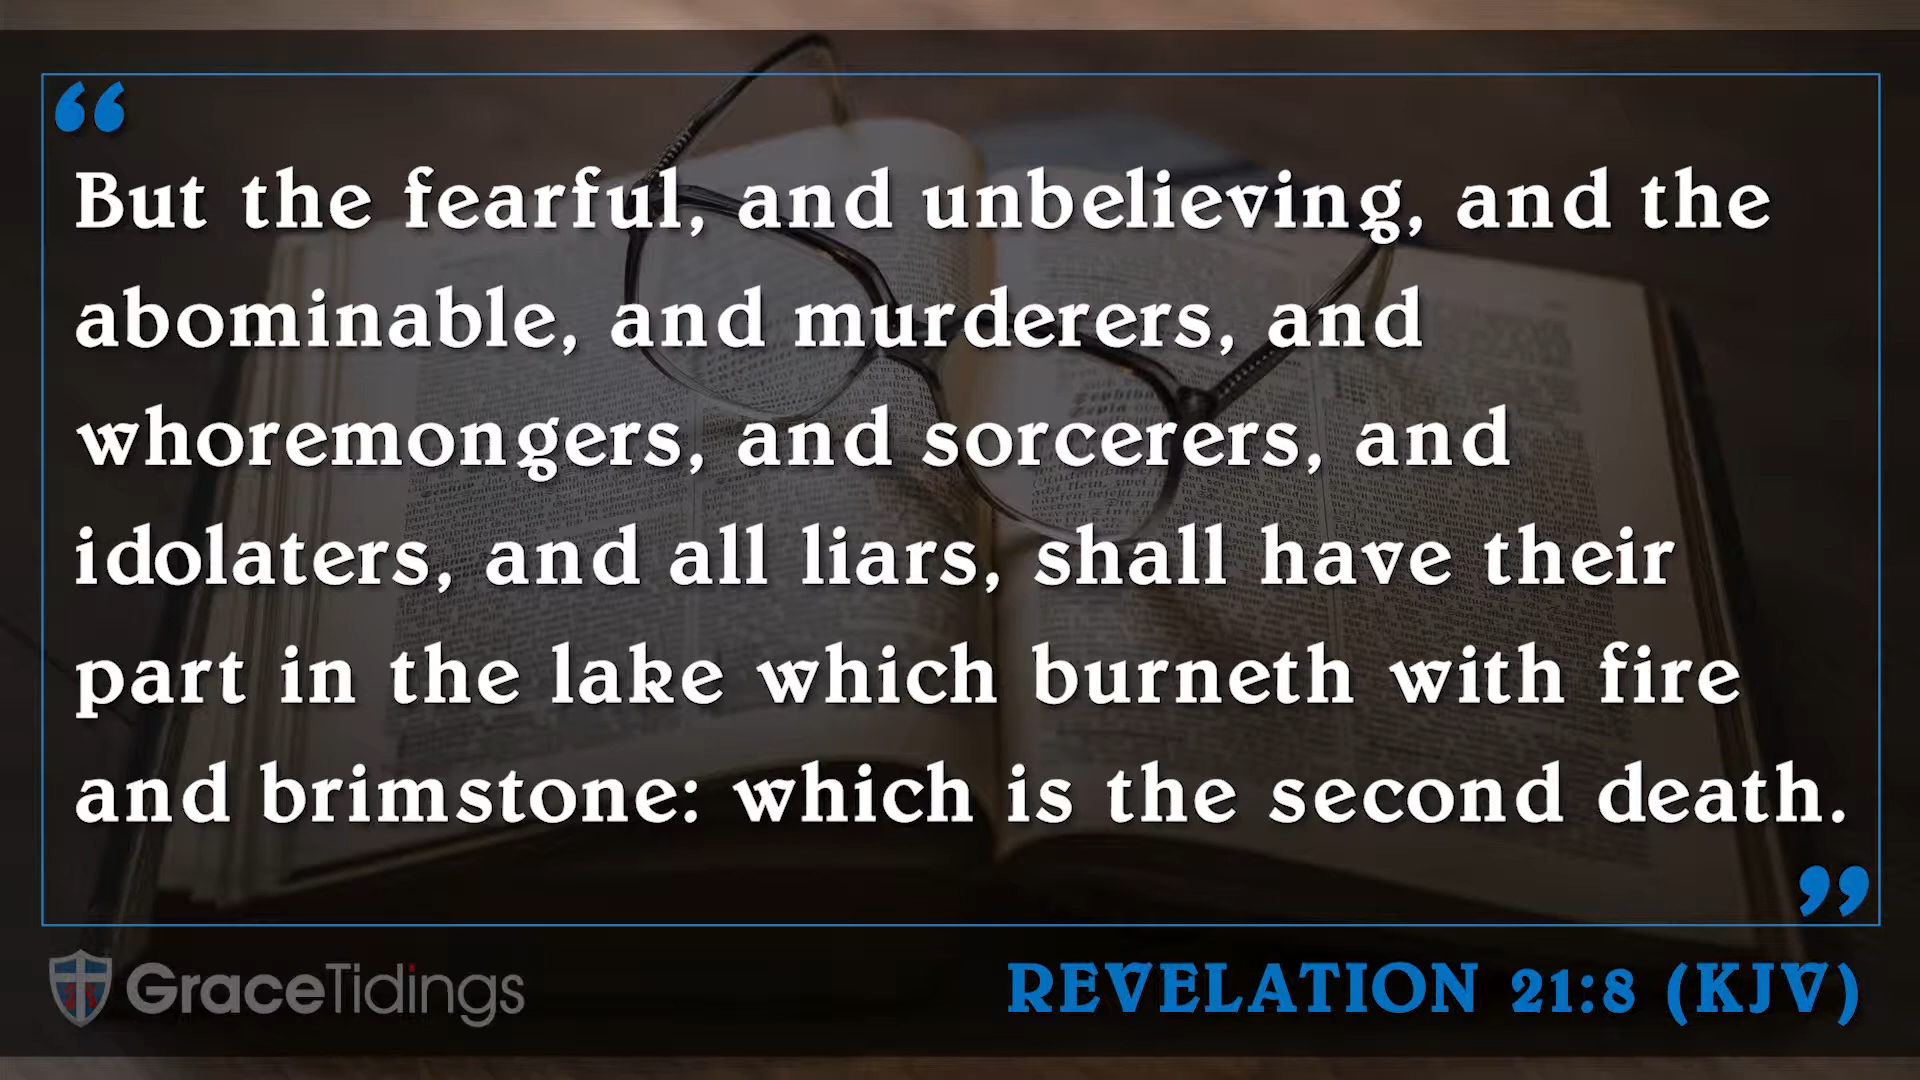 “
But the fearful, and unbelieving, and the
abominable, and murderers, and
whoremongers, and sorcerers, and
idolaters, and all liars, shall have their
part in the lake which burneth with fire
and brimstone: which is the second death.
”
GraceTidings
REVELATION 21:8 (KJV)